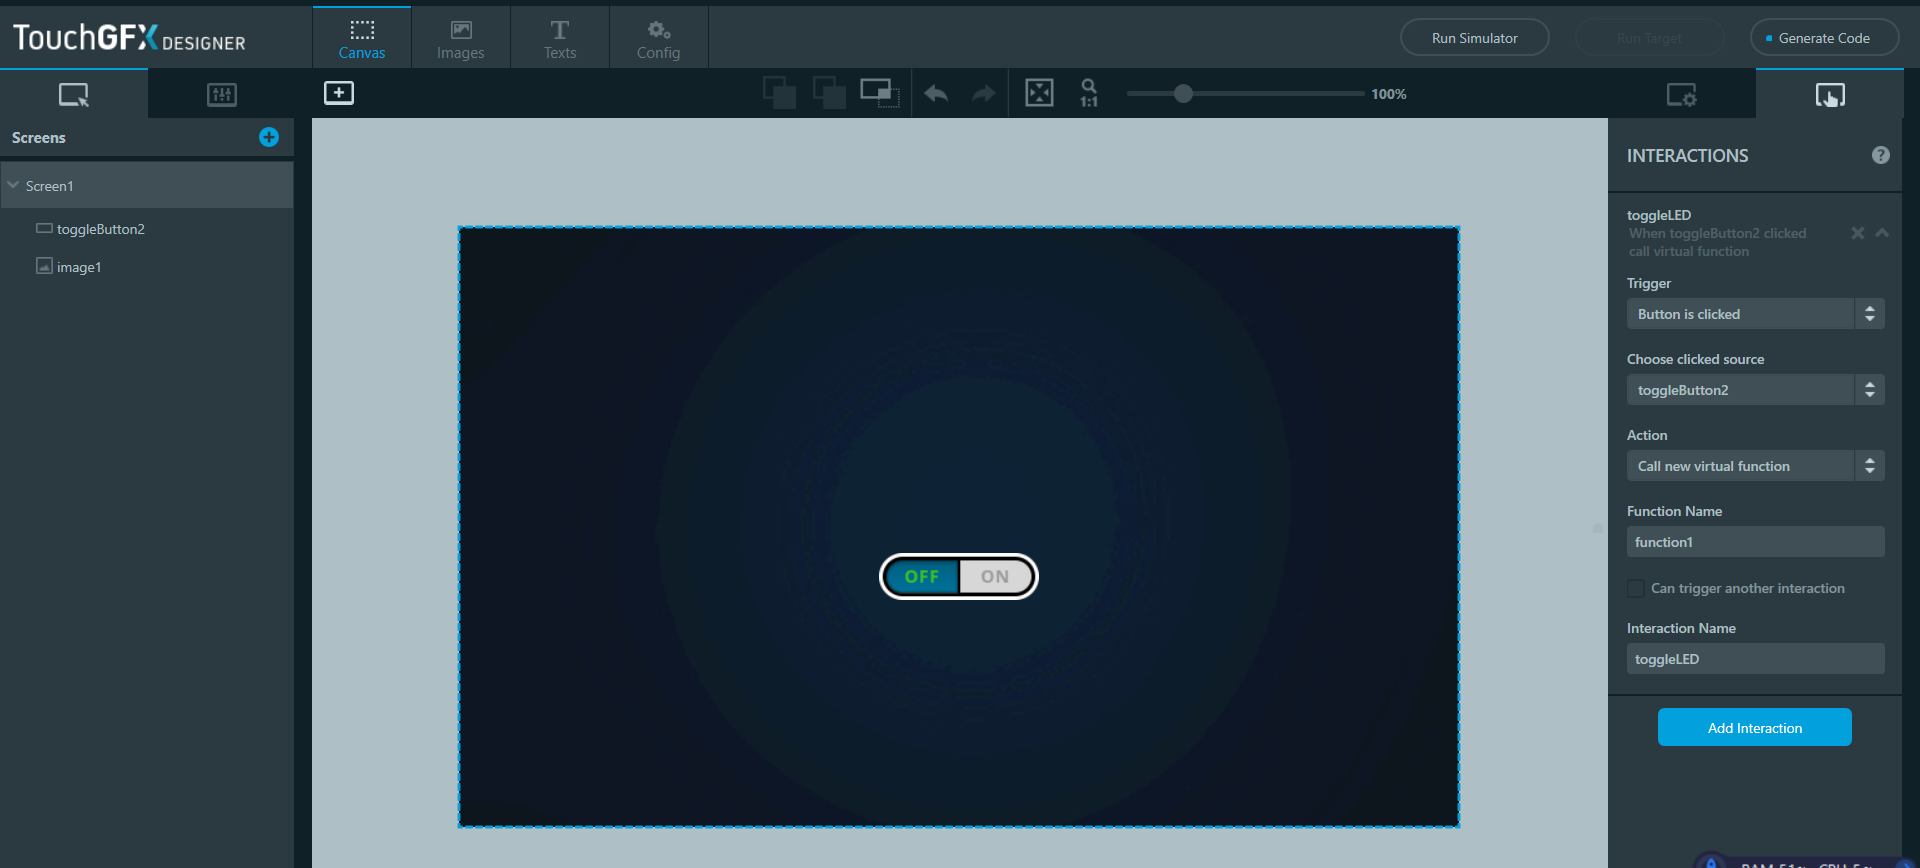 TouchGFX DESIGNER
Canvas
Images
Texts
Config
Run Simulator
Run Target
Generate Code
1:1
100%
Screens
Screen1
toggleButton2
image1
OFF
ON
INTERACTIONS
?
toggleLED
When toggleButton2 clicked
call virtual function
Trigger
Button is clicked
Choose clicked source
toggleButton2
Action
Call new virtual function
Function Name
function1
Can trigger another interaction
Interaction Name
toggleLED
Add Interaction